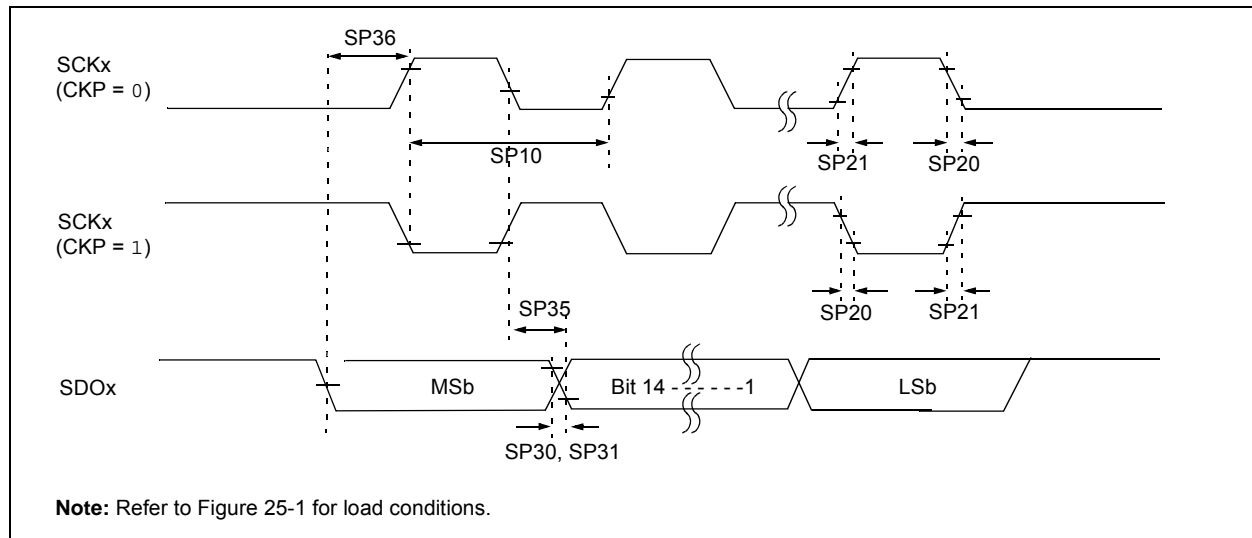 SP36
SCKx
(CKP = 0)
SP10
SP21
SP20
SCKx
(CKP = 1)
SP35
SP20
SP21
SDOx
MSb
Bit 14 - - - - - -1
LSb
SP30, SP31
Note: Refer to Figure 25-1 for load conditions.